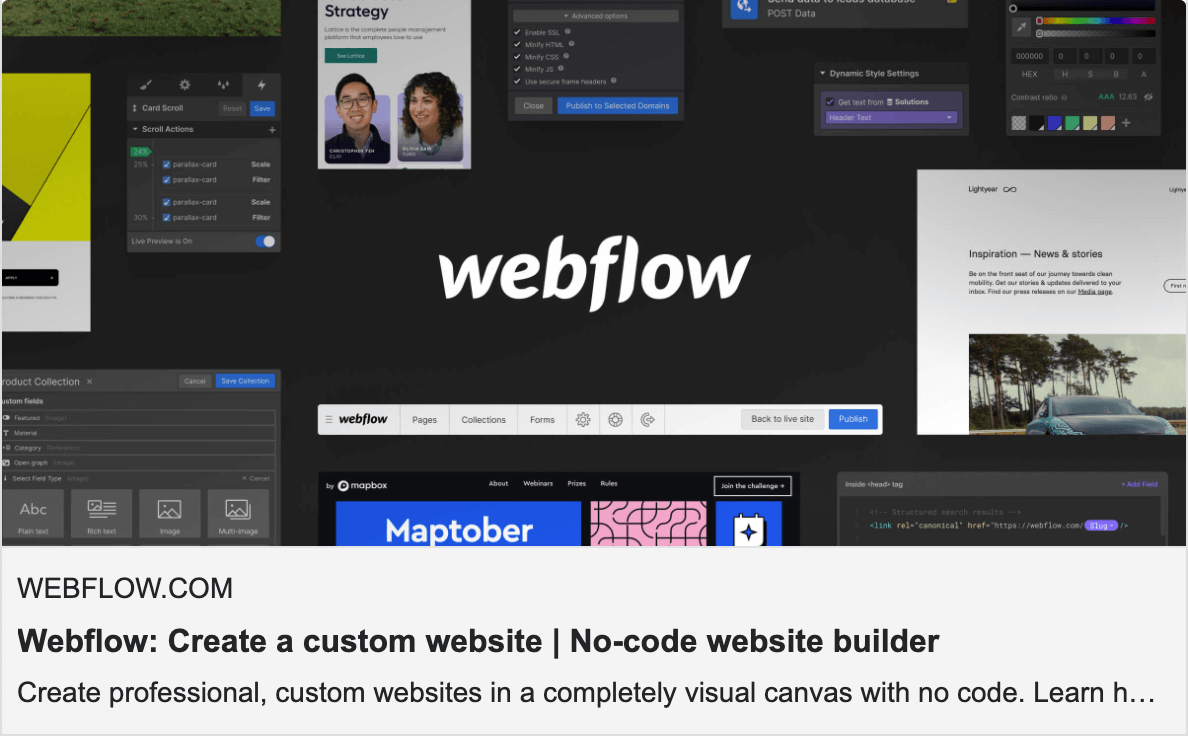 Strategy
Lattice is the complete people management
platform that employees love to use
See Lattice
CHRISTOPHER YEH
CLIO
Advanced options
Enable SSL
Minify HTML
Minify CSS
Minify JS
Use secure frame headers
Close
Publish to Selected Domains
POST Data
Dynamic Style Settings
Get text from Solutions
Header Text
000000 0 0 0 0
HEX H S B A
Contrast ratio AAA 12.63
Card Scroll Reset Save
Scroll Actions +
24%
25% parallax-card Scale
parallax-card Filter
parallax-card Scale
30% parallax-card Filter
Live Preview is On
APPLY
webflow
Lightyear
Inspiration — News & stories
Be on the front seat of our journey towards clean
mobility. Get our stories & updates delivered to your
inbox. Find our press releases on our Media page.
roduct Collection × Cancel Save Collection
ustom fields
Featured (Image)
Material
Category (Reference)
Open graph (Image)
Select Field Type (Image) × Cancel
Abc
Plain text Rich text Image Multi-image
webflow Pages Collections Forms Back to live site Publish
by mapbox About Webinars Prizes Rules Join the challenge →
Maptober
Inside <head> tag + Add Field
<!-- Structured search results -->
<link rel="canonical" href="https://webflow.com/ Slug />
WEBFLOW.COM
Webflow: Create a custom website | No-code website builder
Create professional, custom websites in a completely visual canvas with no code. Learn h…